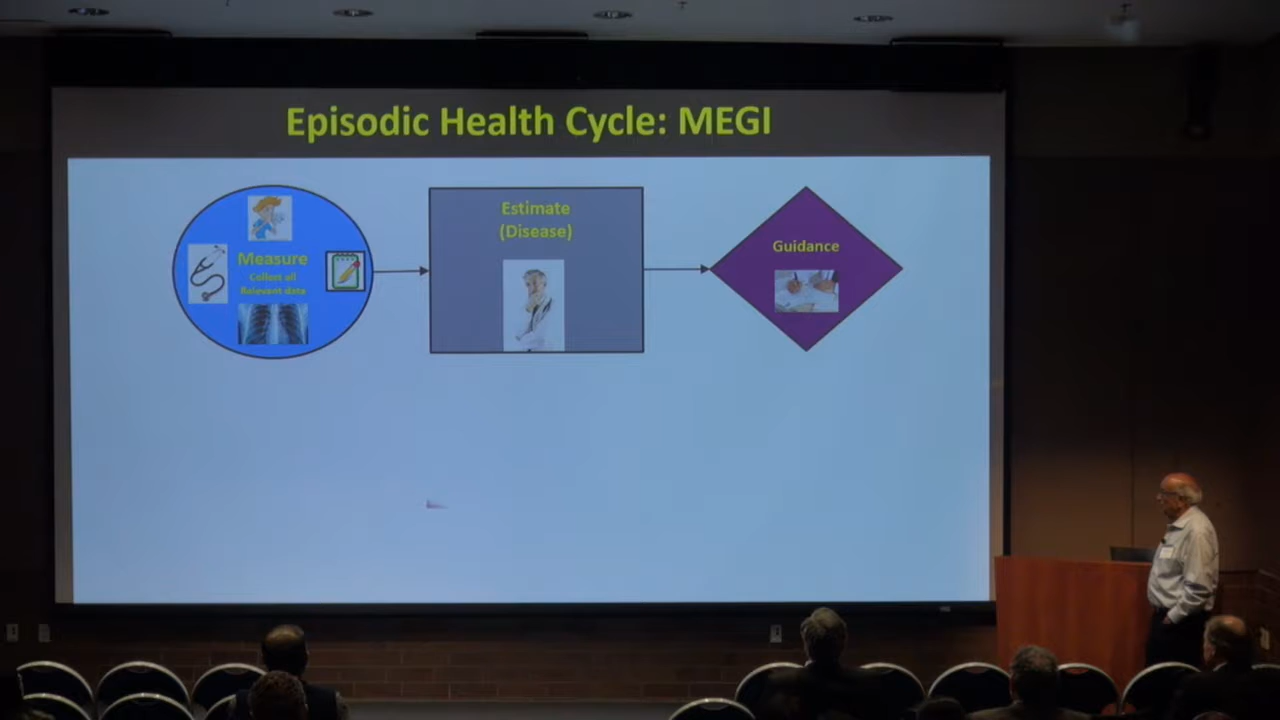 Episodic Health Cycle: MEGI
Measure
Collect all
Relevant data
Estimate
(Disease)
Guidance